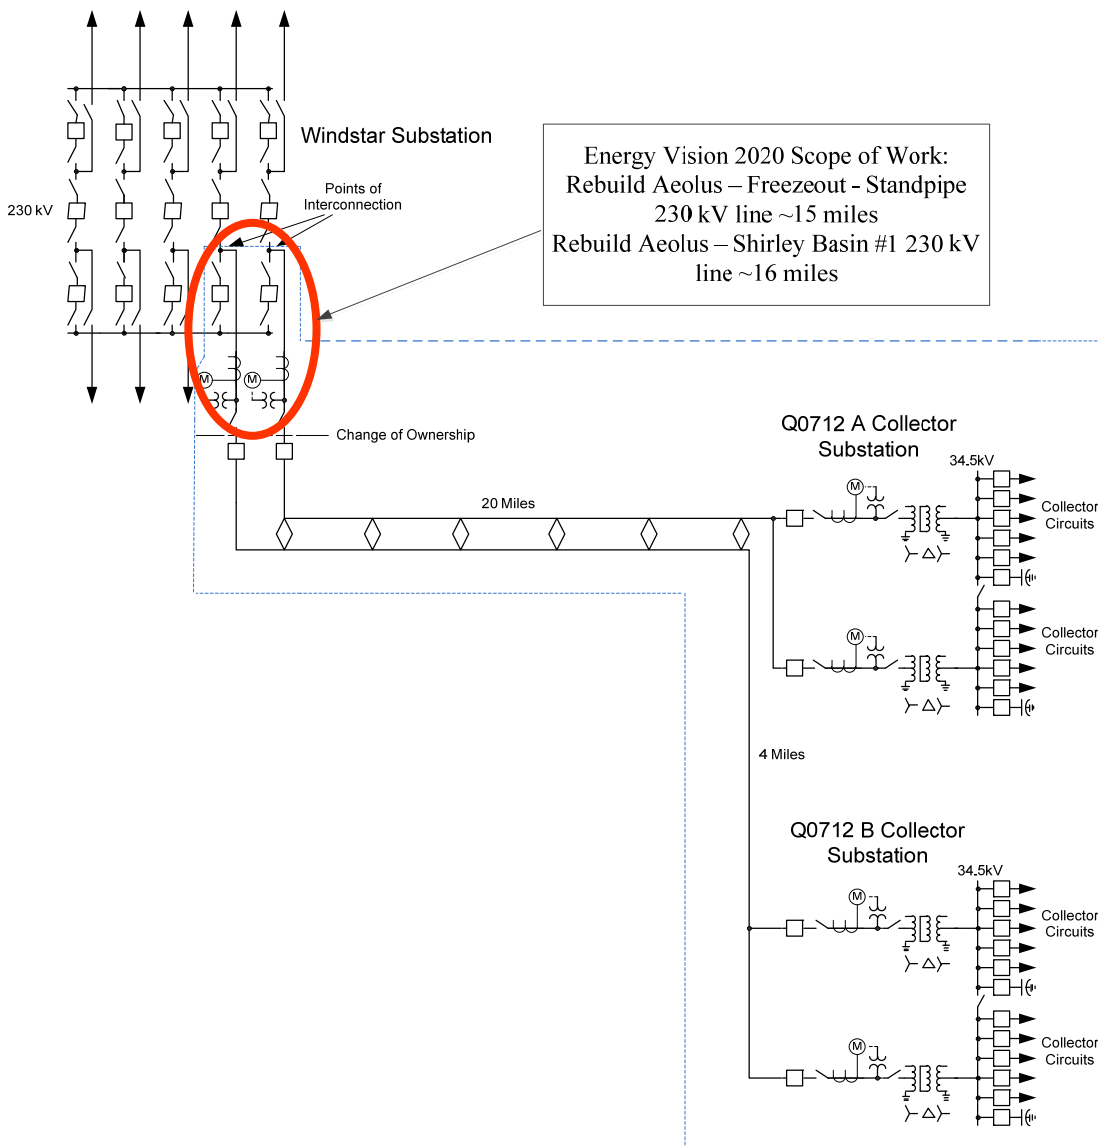 Windstar Substation
230 kV
Points of
Interconnection
Energy Vision 2020 Scope of Work:
Rebuild Aeolus – Freezeout - Standpipe
230 kV line ~15 miles
Rebuild Aeolus – Shirley Basin #1 230 kV
line ~16 miles
M
M
Change of Ownership
20 Miles
Q0712 A Collector
Substation
34.5kV
M
Collector
Circuits
M
Collector
Circuits
4 Miles
Q0712 B Collector
Substation
34.5kV
M
Collector
Circuits
M
Collector
Circuits